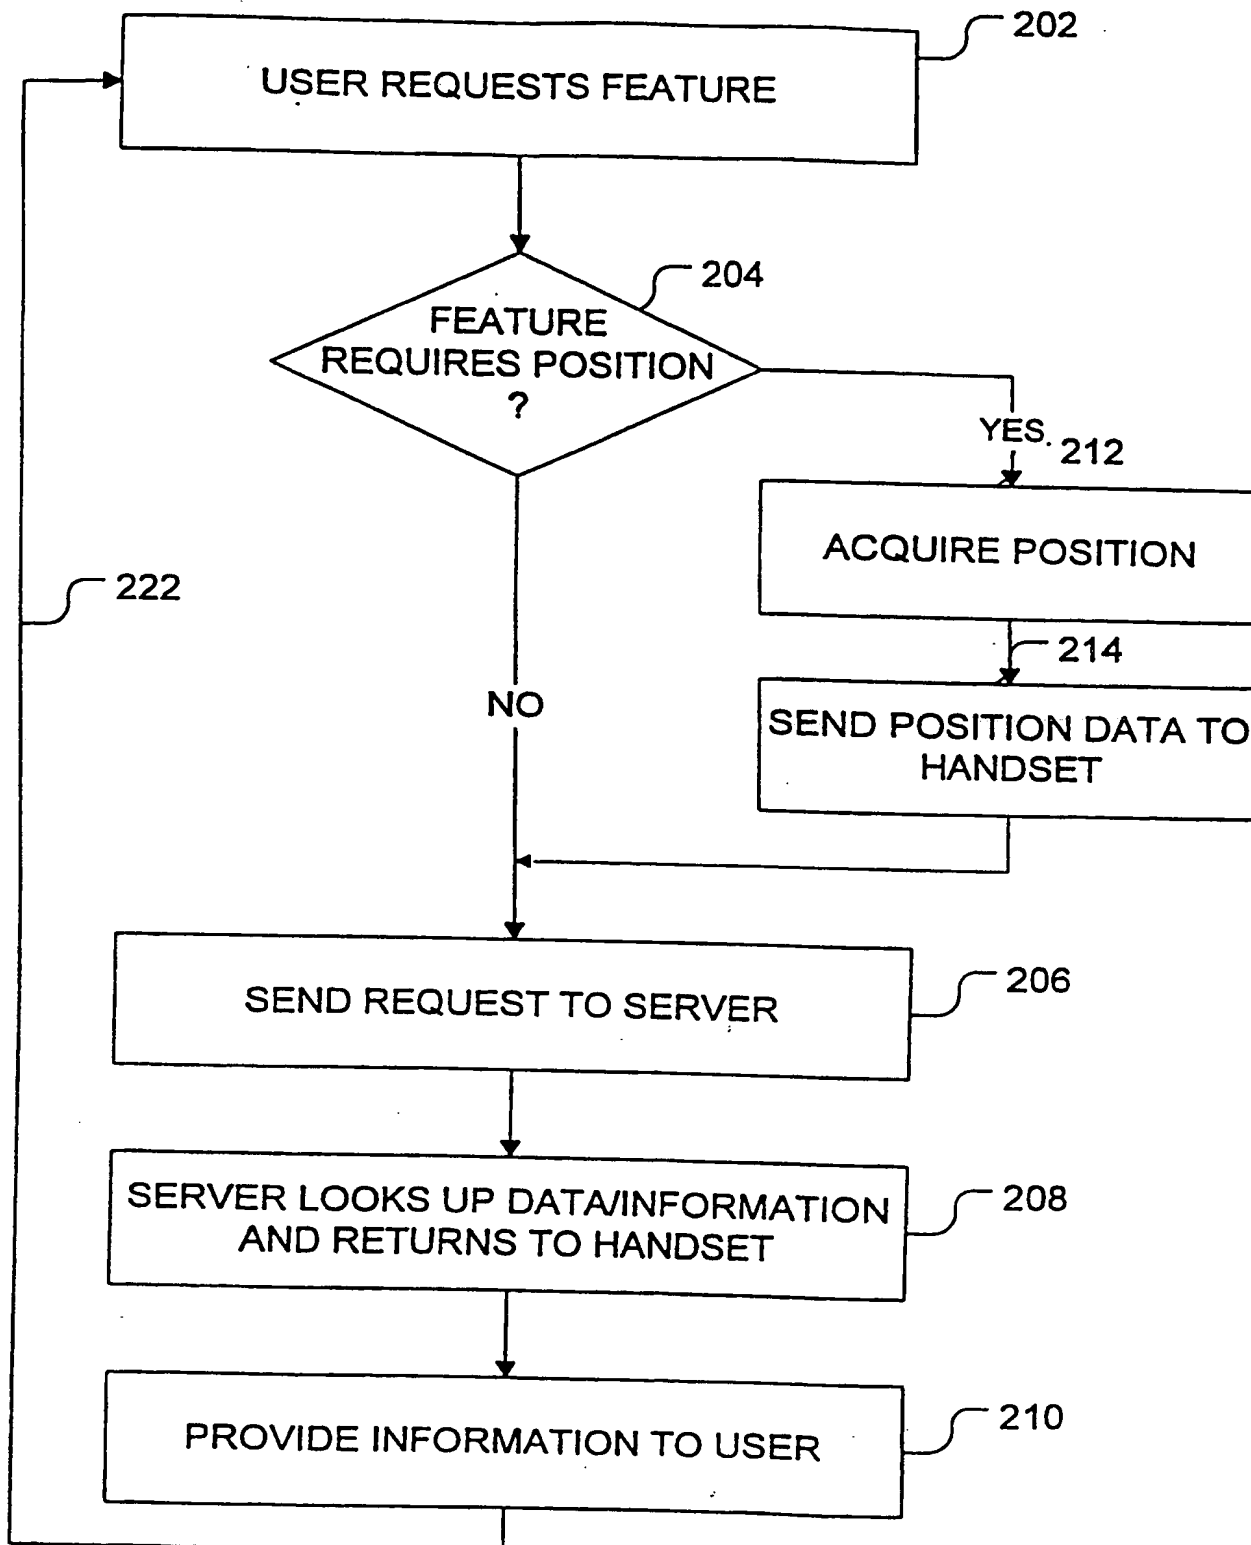 202
USER REQUESTS FEATURE
204
FEATURE
REQUIRES POSITION
?
YES.
212
ACQUIRE POSITION
222
214
NO
SEND POSITION DATA TO
HANDSET
206
SEND REQUEST TO SERVER
208
SERVER LOOKS UP DATA/INFORMATION
AND RETURNS TO HANDSET
210
PROVIDE INFORMATION TO USER